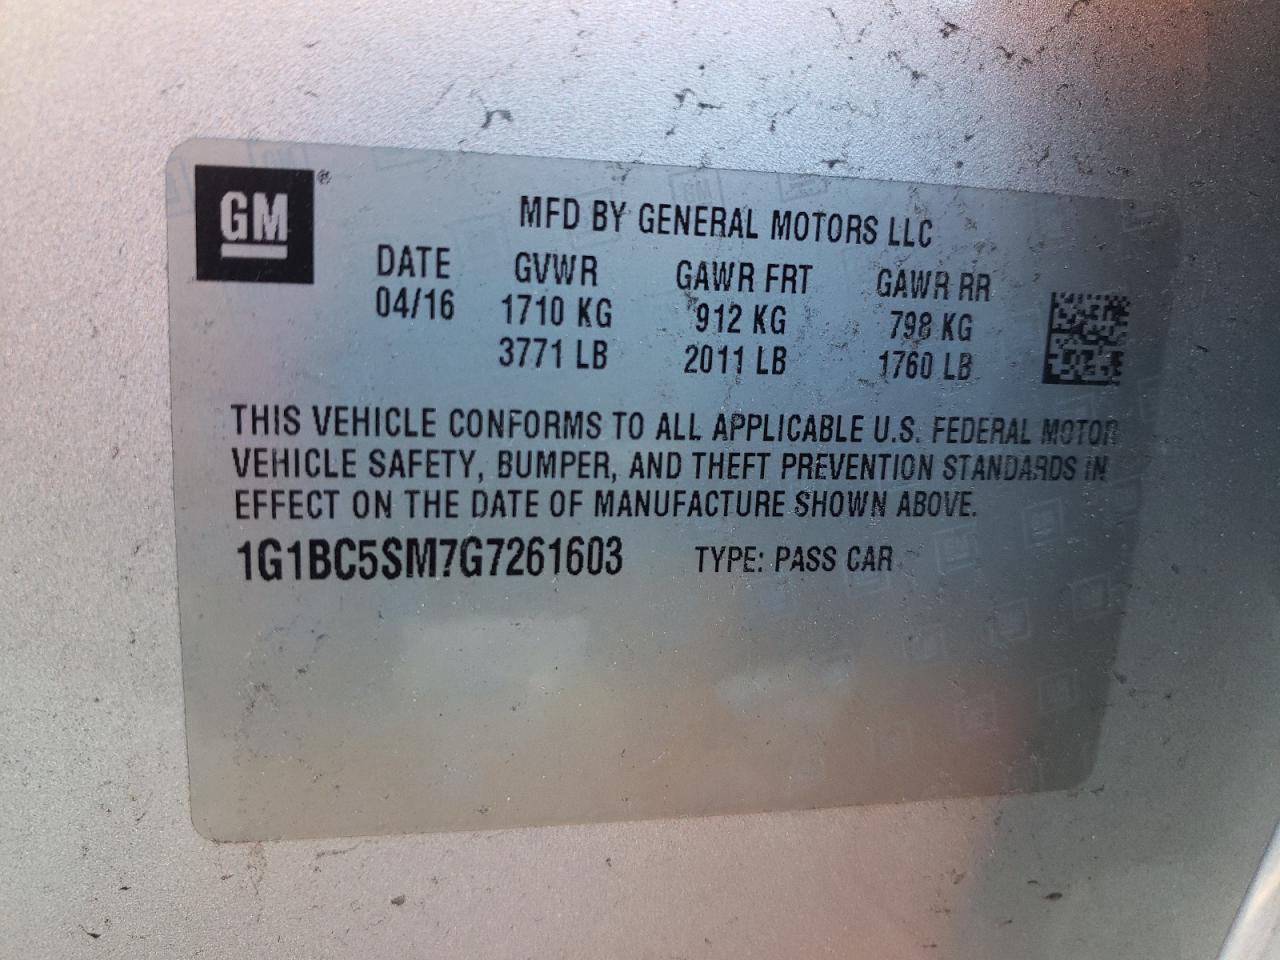 GM®
MFD BY GENERAL MOTORS LLC
DATE GVWR GAWR FRT GAWR RR
04/16 1710 KG 912 KG 798 KG
3771 LB 2011 LB 1760 LB
THIS VEHICLE CONFORMS TO ALL APPLICABLE U.S. FEDERAL MOTOR
VEHICLE SAFETY, BUMPER, AND THEFT PREVENTION STANDARDS IN
EFFECT ON THE DATE OF MANUFACTURE SHOWN ABOVE.
1G1BC5SM7G7261603 TYPE: PASS CAR